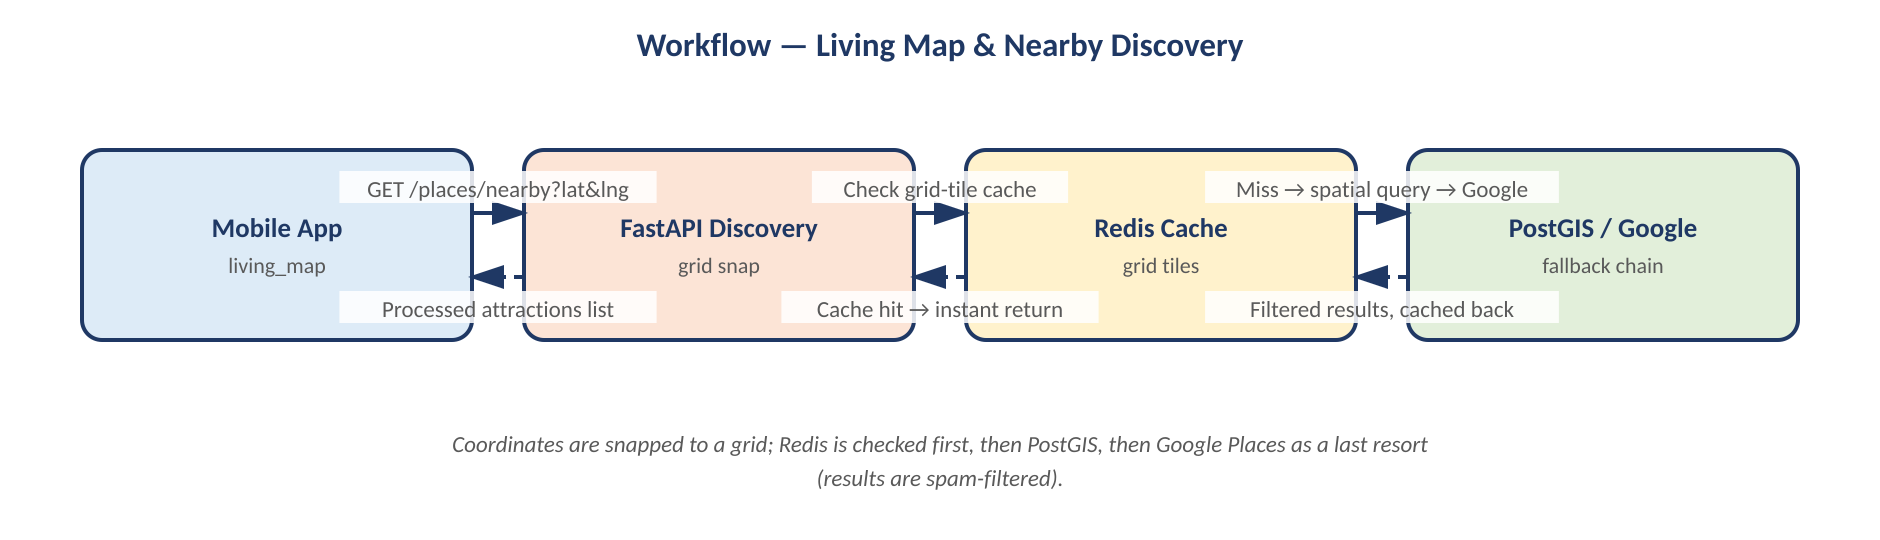 Workflow — Living Map & Nearby Discovery
GET /places/nearby?lat&lng
Check grid-tile cache
Miss → spatial query → Google
Mobile App
FastAPI Discovery
Redis Cache
PostGIS / Google
living_map
grid snap
grid tiles
fallback chain
Processed attractions list
Cache hit → instant return
Filtered results, cached back
Coordinates are snapped to a grid; Redis is checked first, then PostGIS, then Google Places as a last resort
(results are spam-filtered).